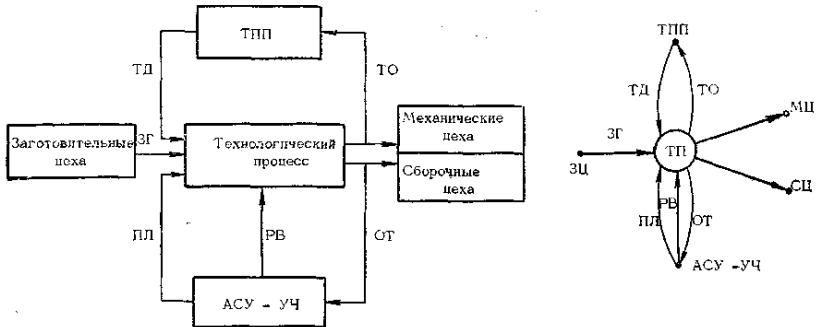 ТПП
ТД
ТО
Заготовительные
цеха
ЗГ
Технологический
процесс
Механические
цеха
Сборочные
цеха
ПЛ
РВ
ОТ
АСУ - УЧ
ТПП
ТД
ТО
МЦ
ЗГ
ТП
ЗЦ
СЦ
ПЛ
РВ
ОТ
АСУ -УЧ